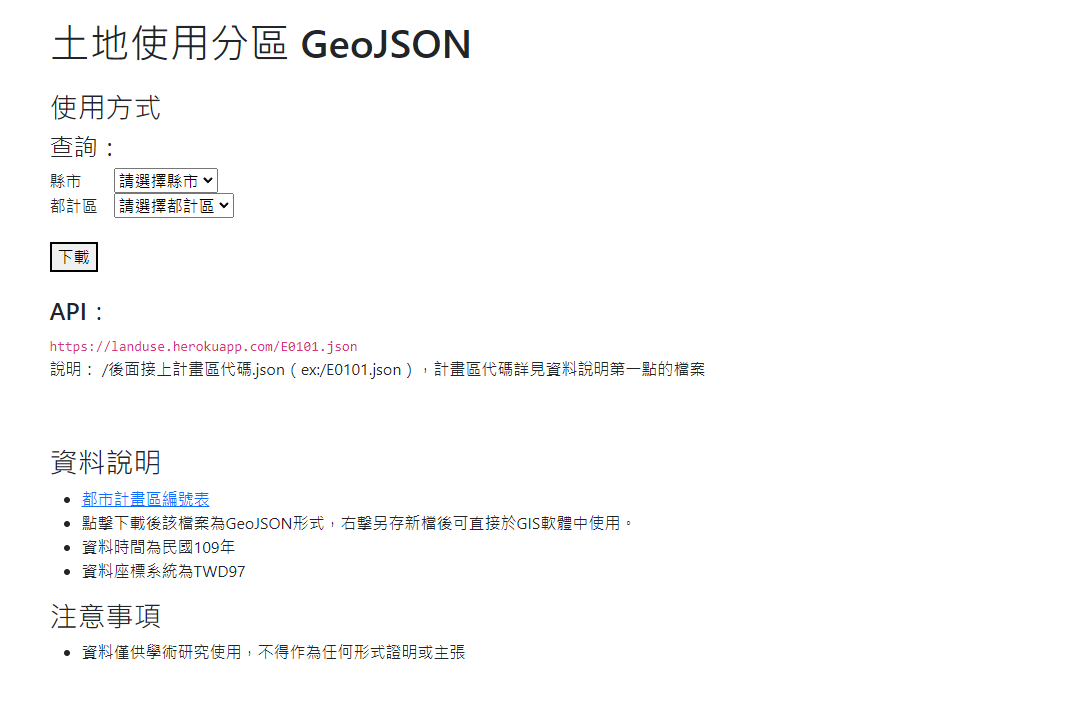 土地使用分區 GeoJSON
使用方式
查詢：
縣市 請選擇縣市
都計區 請選擇都計區
下載
API：
https://landuse.herokuapp.com/E0101.json
說明： /後面接上計畫區代碼.json（ex:/E0101.json），計畫區代碼詳見資料說明第一點的檔案
資料說明
都市計畫區編號表
點擊下載後該檔案為GeoJSON形式，右擊另存新檔後可直接於GIS軟體中使用。
資料時間為民國109年
資料座標系統為TWD97
注意事項
資料僅供學術研究使用，不得作為任何形式證明或主張